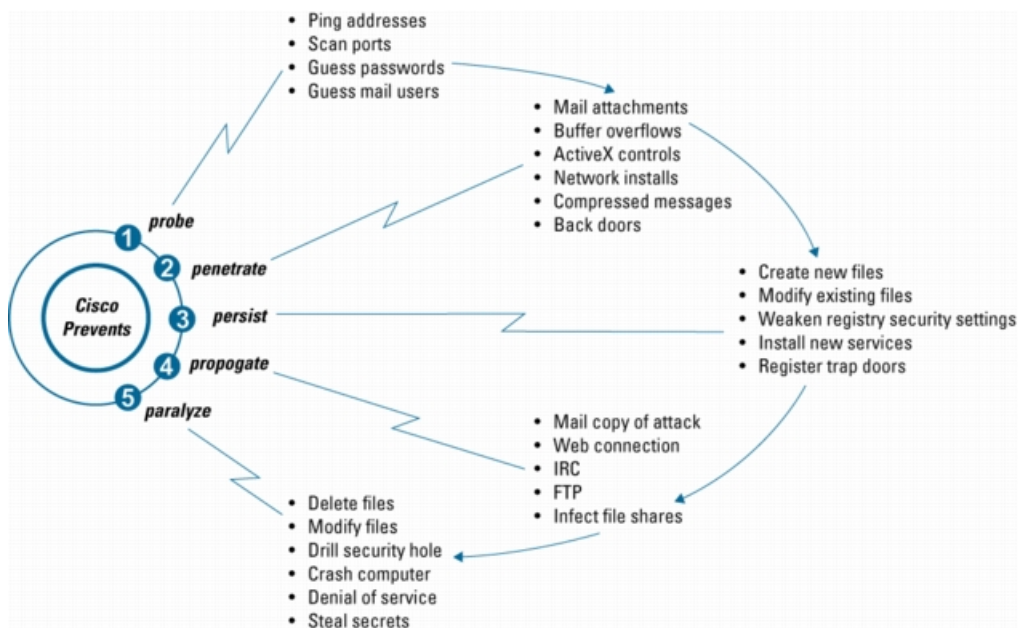 • Ping addresses
• Scan ports
• Guess passwords
• Guess mail users
• Mail attachments
• Buffer overflows
• ActiveX controls
• Network installs
• Compressed messages
• Back doors
1 probe
2 penetrate
Cisco
Prevents
3 persist
4 propogate
5 paralyze
• Create new files
• Modify existing files
• Weaken registry security settings
• Install new services
• Register trap doors
• Mail copy of attack
• Web connection
• IRC
• FTP
• Infect file shares
• Delete files
• Modify files
• Drill security hole
• Crash computer
• Denial of service
• Steal secrets